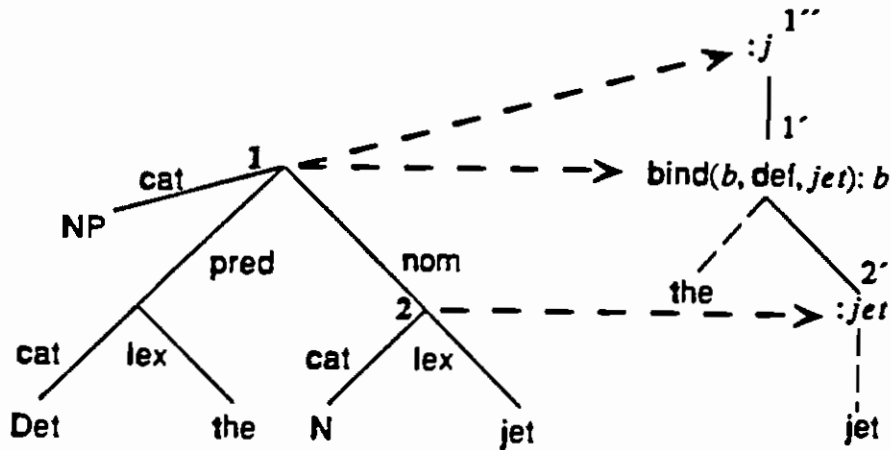 :j 1´´
1´
1
cat bind(b, def, jet): b
NP
pred nom
the 2´
2 :jet
cat lex cat lex
Det the N jet jet